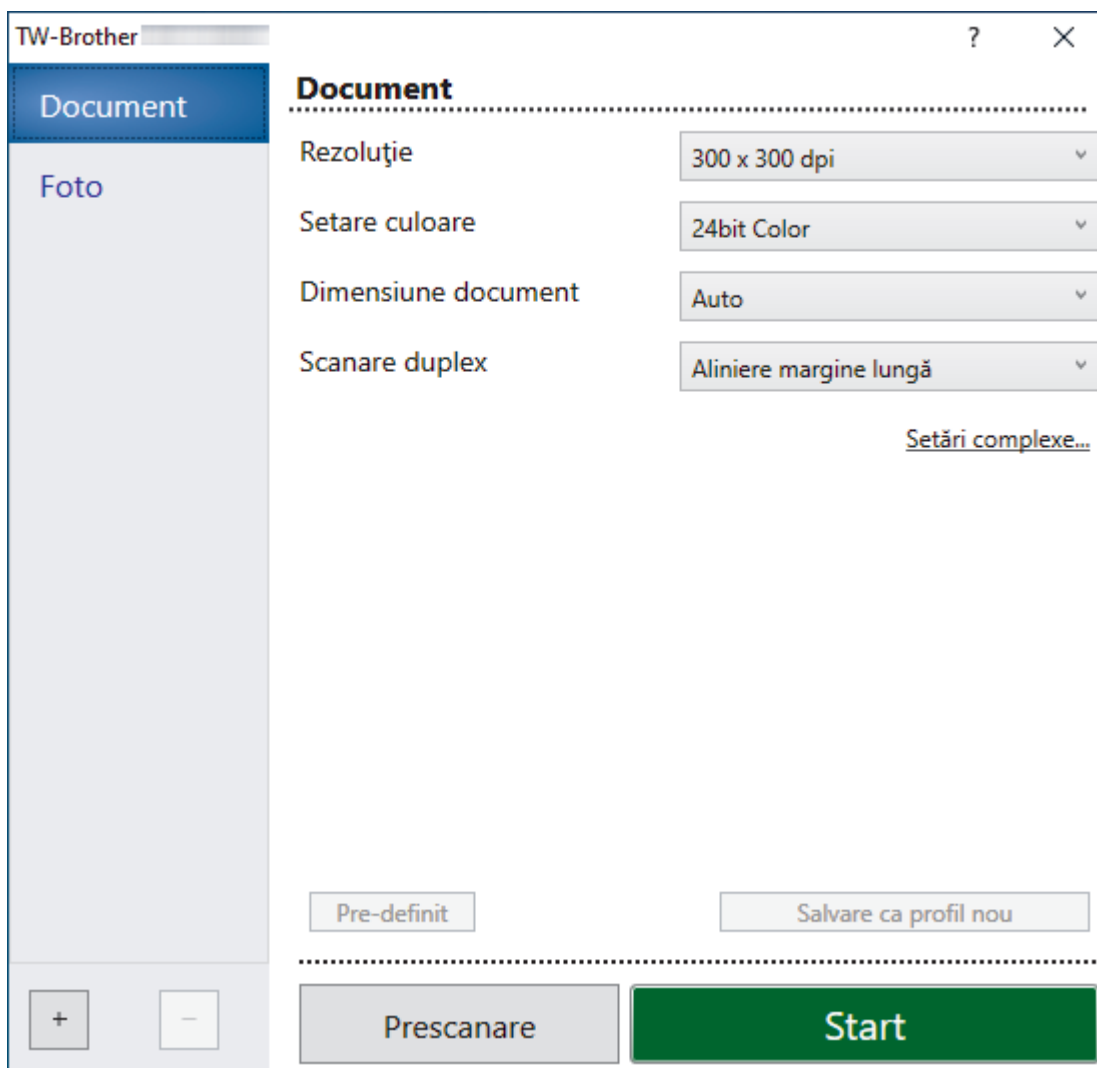 TW-Brother
?
Document
Foto
Document
Rezoluţie
300 x 300 dpi
Setare culoare
24bit Color
Dimensiune document
Auto
Scanare duplex
Aliniere margine lungă
Setări complexe...
Pre-definit
Salvare ca profil nou
+
−
Prescanare
Start